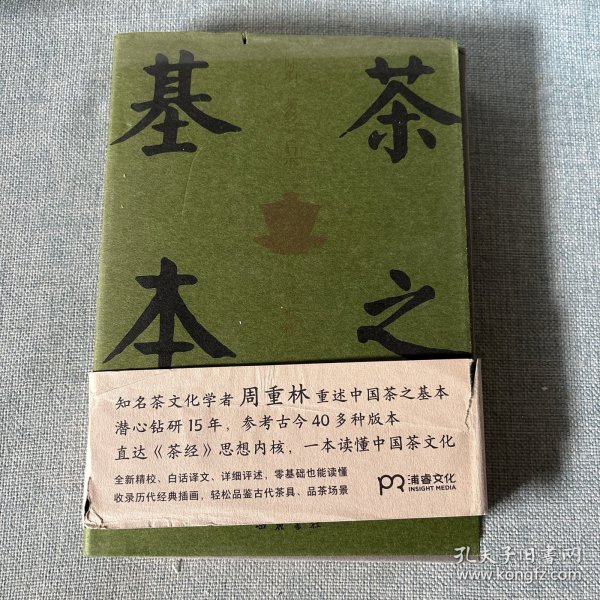 茶之
基本
知名茶文化学者 周重林 重述中国茶之基本
潜心钻研15年，参考古今40多种版本
直达《茶经》思想内核，一本读懂中国茶文化
全新精校、白话译文、详细评述，零基础也能读懂
收录历代经典插画，轻松品鉴古代茶具、品茶场景
浦睿文化
INSIGHT MEDIA
孔夫子旧书网
book.kongfz.com